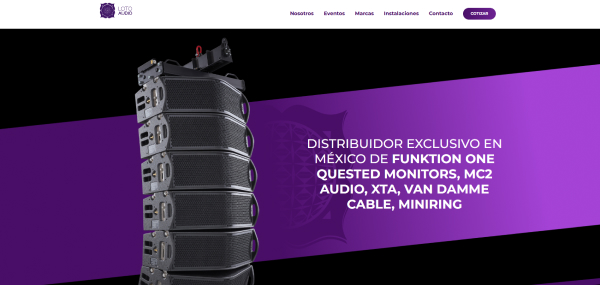 LOTO
AUDIO
Nosotros Eventos Marcas Instalaciones Contacto COTIZAR
DISTRIBUIDOR EXCLUSIVO EN
MÉXICO DE FUNKTION ONE
QUESTED MONITORS, MC2
AUDIO, XTA, VAN DAMME
CABLE, MINIRING